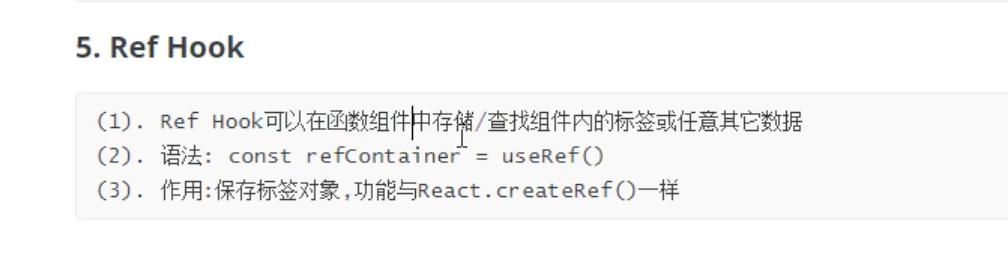 5. Ref Hook
(1). Ref Hook可以在函数组件中存储/查找组件内的标签或任意其它数据
(2). 语法: const refContainer = useRef()
(3). 作用:保存标签对象,功能与React.createRef()一样